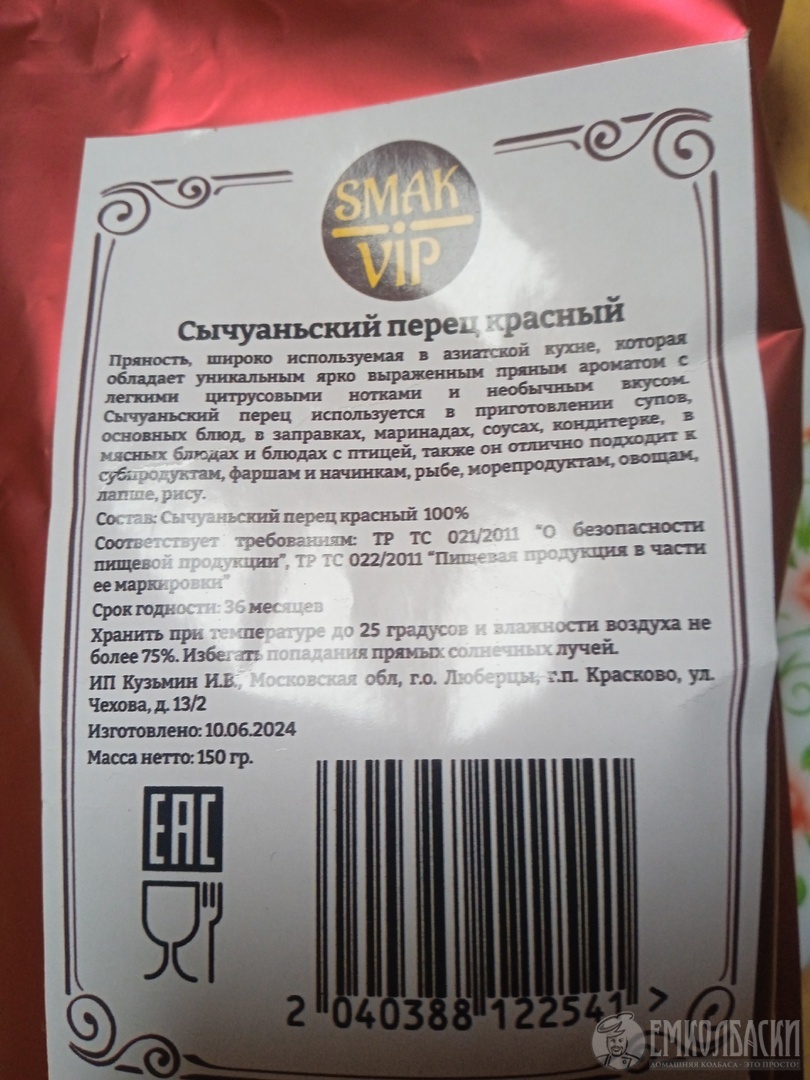 SMAK
VIP
Сычуаньский перец красный
Пряность, широко используемая в азиатской кухне, которая
обладает уникальным ярко выраженным пряным ароматом с
легкими цитрусовыми нотками и необычным вкусом.
Сычуаньский перец используется в приготовлении супов,
основных блюд, в заправках, маринадах, соусах, кондитерке, в
мясных блюдах и блюдах с птицей, также он отлично подходит к
субпродуктам, фаршам и начинкам, рыбе, морепродуктам, овощам,
лапше, рису.
Состав: Сычуаньский перец красный 100%
Соответствует требованиям: ТР ТС 021/2011 "О безопасности
пищевой продукции", ТР ТС 022/2011 "Пищевая продукция в части
ее маркировки"
Срок годности: 36 месяцев
Хранить при температуре до 25 градусов и влажности воздуха не
более 75%. Избегать попадания прямых солнечных лучей.
ИП Кузьмин И.В., Московская обл, г.о. Люберцы, г.п. Красково, ул.
Чехова, д. 13/2
Изготовлено: 10.06.2024
Масса нетто: 150 гр.
EAC
2 040388 122541 >
ЕМКОЛБАСКИ
ДОМАШНЯЯ КОЛБАСА - ЭТО ПРОСТО!